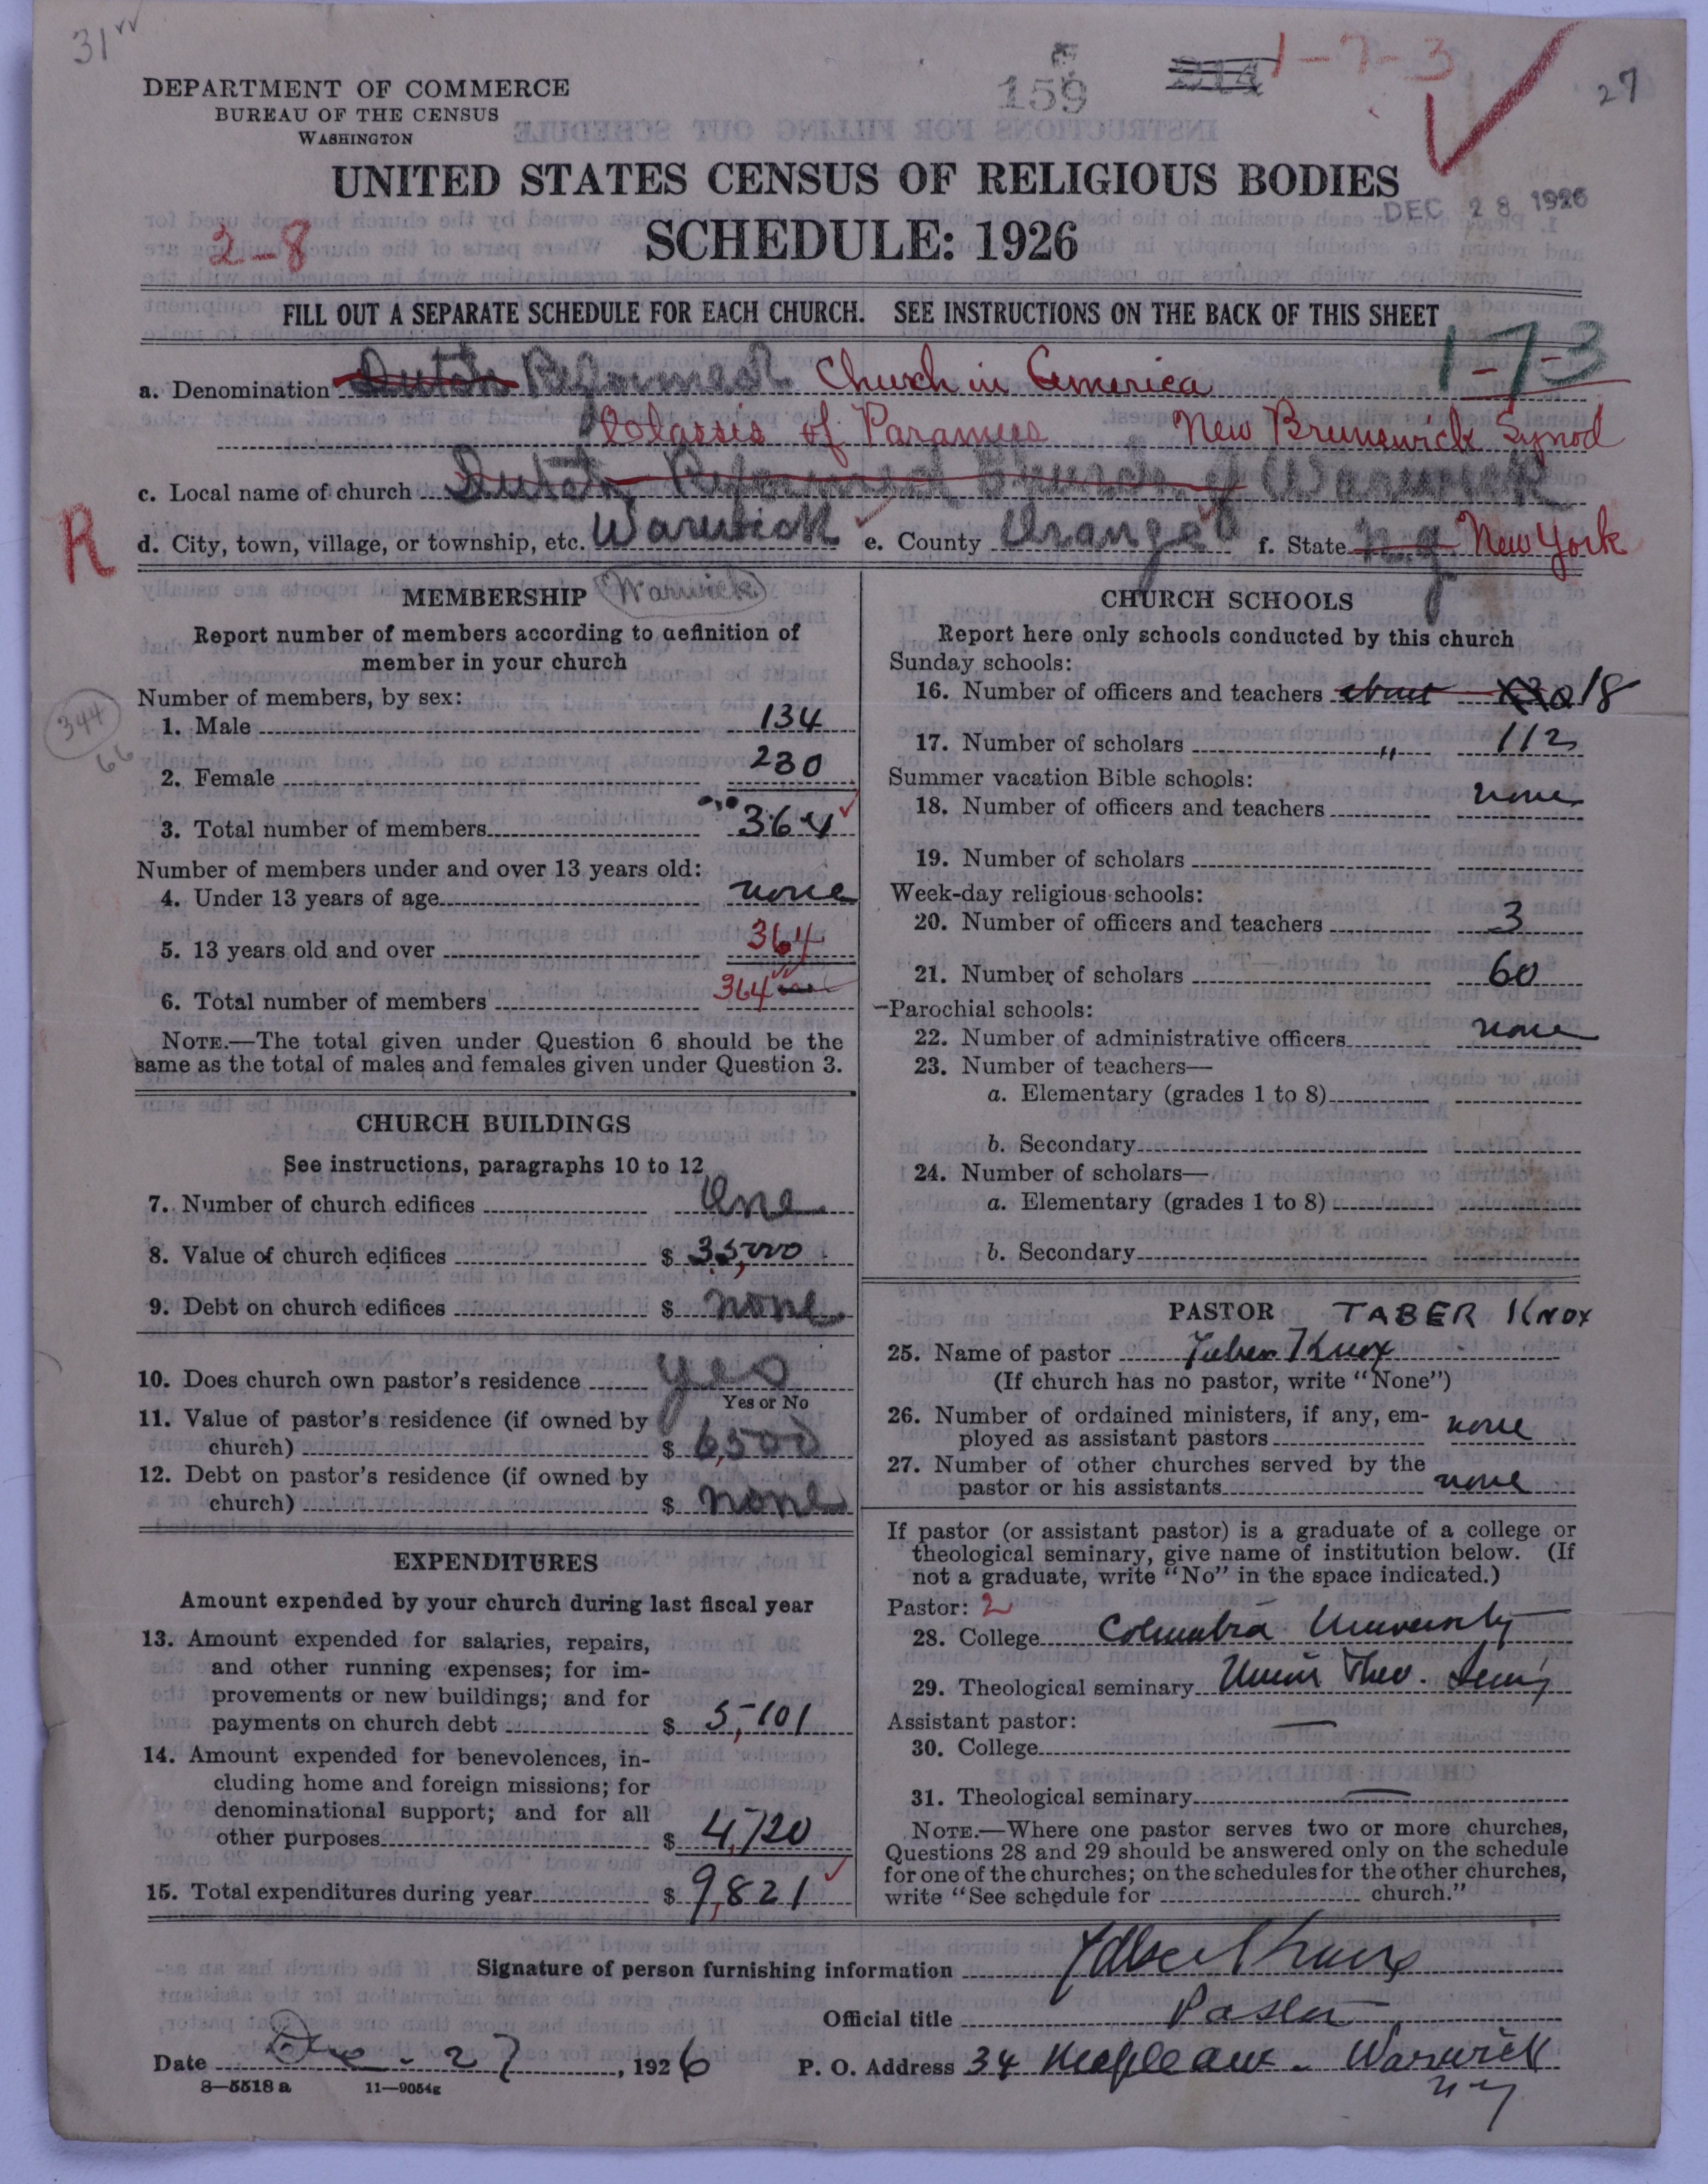 31
DEPARTMENT OF COMMERCE
BUREAU OF THE CENSUS
WASHINGTON
159
214
1-7-3
27
UNITED STATES CENSUS OF RELIGIOUS BODIES
SCHEDULE: 1926
DEC 28 1926
2-8
FILL OUT A SEPARATE SCHEDULE FOR EACH CHURCH. SEE INSTRUCTIONS ON THE BACK OF THIS SHEET
1-7-3
a. Denomination Dutch Reformed Church in America
Colassis of Paramus New Brunswick Synod
c. Local name of church Dutch Reformed Church of Warwick
R
d. City, town, village, or township, etc. Warwick e. County Orange f. State N.Y New York
MEMBERSHIP Warwick
Report number of members according to definition of
member in your church
Number of members, by sex:
344
66
1. Male 134
2. Female 230
3. Total number of members 364
Number of members under and over 13 years old:
4. Under 13 years of age none
5. 13 years old and over 364
6. Total number of members 364
NOTE.—The total given under Question 6 should be the
same as the total of males and females given under Question 3.
CHURCH BUILDINGS
See instructions, paragraphs 10 to 12
7. Number of church edifices One
8. Value of church edifices $ 35,000
9. Debt on church edifices $ none
10. Does church own pastor's residence yes
Yes or No
11. Value of pastor's residence (if owned by
church) $ 6,500
12. Debt on pastor's residence (if owned by
church) $ none
EXPENDITURES
Amount expended by your church during last fiscal year
13. Amount expended for salaries, repairs,
and other running expenses; for im-
provements or new buildings; and for
payments on church debt $ 5,101
14. Amount expended for benevolences, in-
cluding home and foreign missions; for
denominational support; and for all
other purposes $ 4,720
15. Total expenditures during year $ 9,821
CHURCH SCHOOLS
Report here only schools conducted by this church
Sunday schools:
16. Number of officers and teachers about 18
17. Number of scholars " 112
Summer vacation Bible schools:
18. Number of officers and teachers none
19. Number of scholars
Week-day religious schools:
20. Number of officers and teachers 3
21. Number of scholars 60
Parochial schools:
22. Number of administrative officers none
23. Number of teachers—
a. Elementary (grades 1 to 8)
b. Secondary
24. Number of scholars—
a. Elementary (grades 1 to 8)
b. Secondary
PASTOR TABER KNOX
25. Name of pastor Taber Knox
(If church has no pastor, write "None")
26. Number of ordained ministers, if any, em-
ployed as assistant pastors none
27. Number of other churches served by the
pastor or his assistants none
If pastor (or assistant pastor) is a graduate of a college or
theological seminary, give name of institution below. (If
not a graduate, write "No" in the space indicated.)
Pastor: 2
28. College Columbia University
29. Theological seminary Union Theo. Semy
Assistant pastor:
30. College
31. Theological seminary
NOTE.—Where one pastor serves two or more churches,
Questions 28 and 29 should be answered only on the schedule
for one of the churches; on the schedules for the other churches,
write "See schedule for church."
Signature of person furnishing information Taber Knox
Official title Pastor
Date Dec - 27, 1926 P. O. Address 34 Maple ave. Warwick
N-Y
8-5518 a 11-9054g